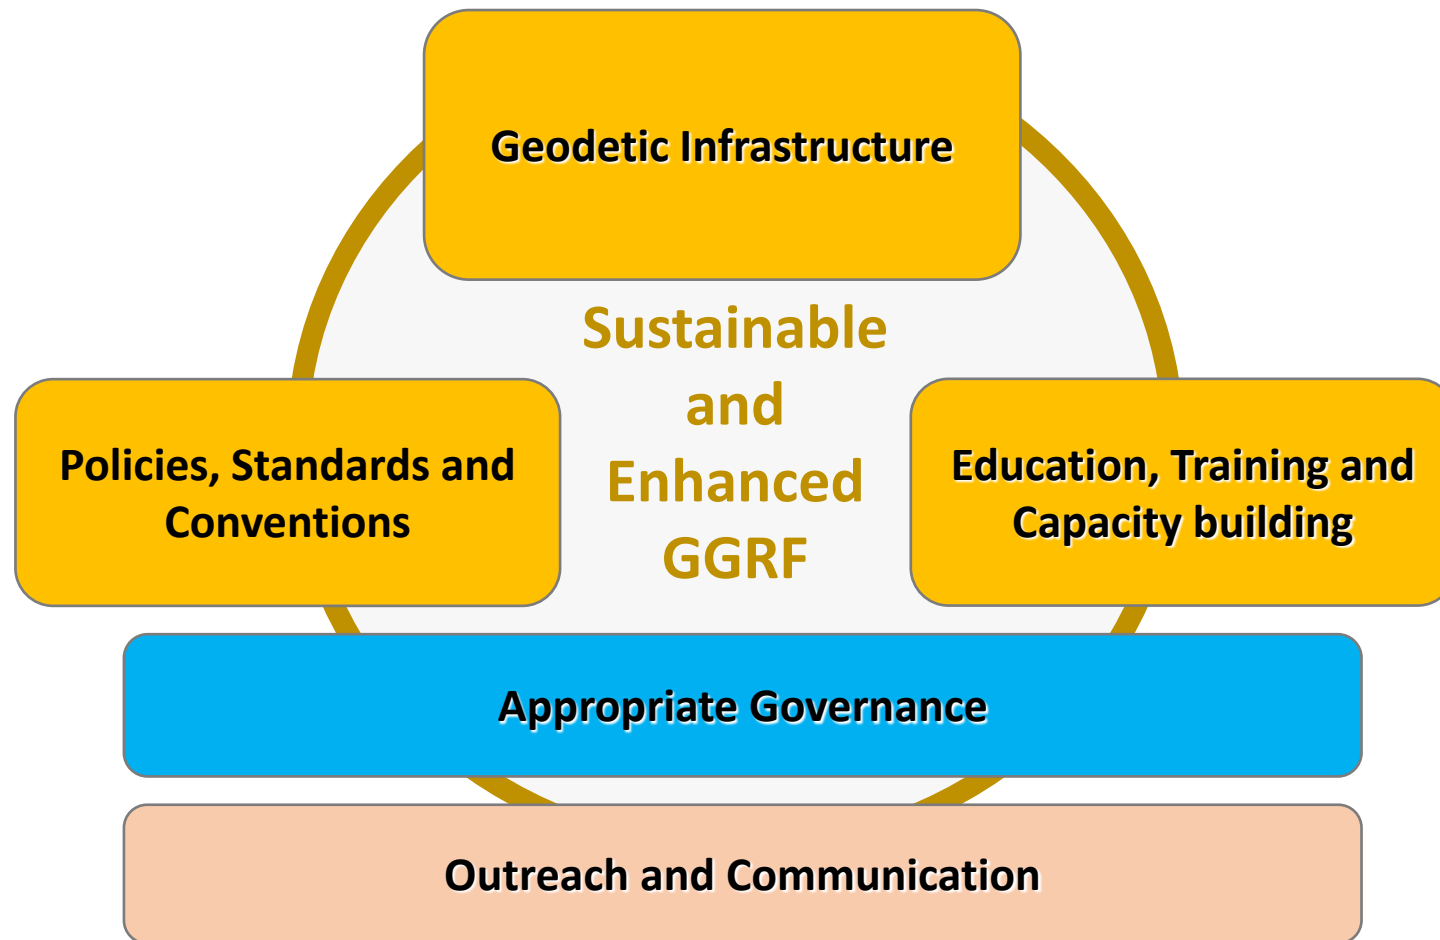 Geodetic Infrastructure
Sustainable
and
Enhanced
GGRF
Policies, Standards and
Conventions
Education, Training and
Capacity building
Appropriate Governance
Outreach and Communication